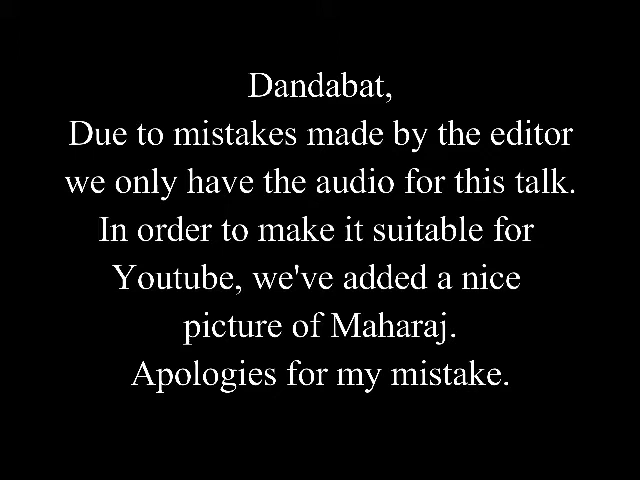 Dandabat,
Due to mistakes made by the editor
we only have the audio for this talk.
In order to make it suitable for
Youtube, we've added a nice
picture of Maharaj.
Apologies for my mistake.